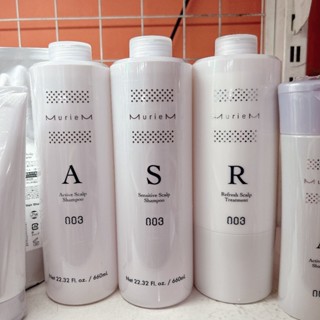 MurieM
A
Active Scalp
Shampoo
003
Net 22.32 Fl. oz. / 660mL
MurieM
S
Sensitive Scalp
Shampoo
003
Net 22.32 Fl. oz. / 660mL
MurieM
R
Refresh Scalp
Treatment
003